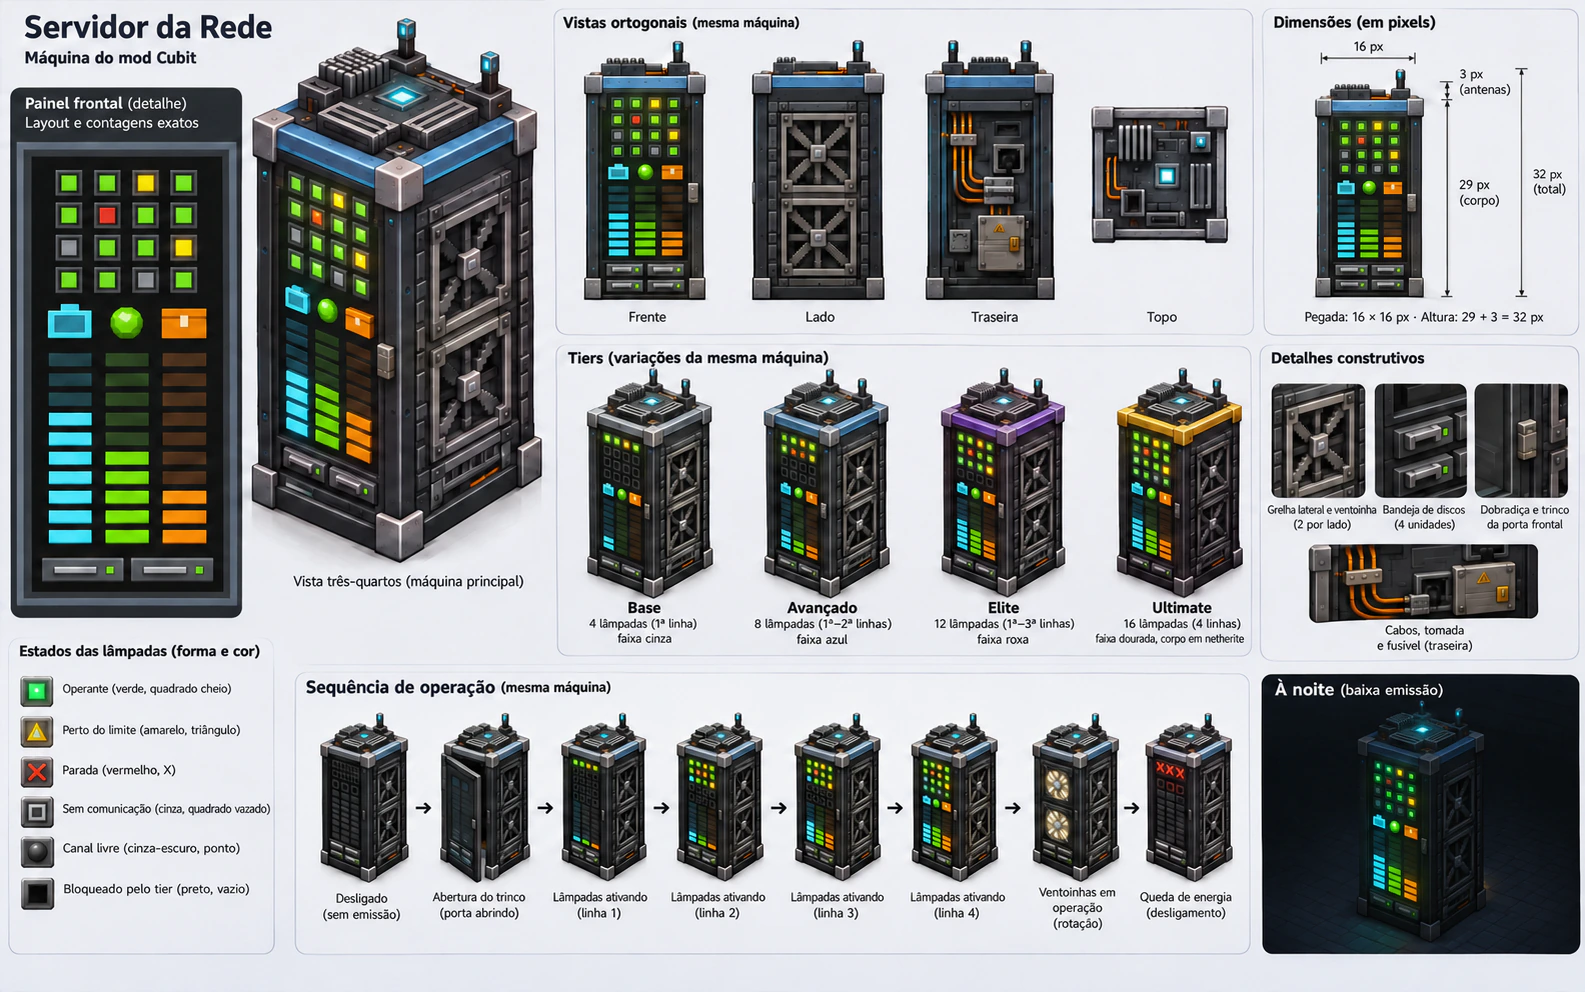 Servidor da Rede
Máquina do mod Cubit
Painel frontal (detalhe)
Layout e contagens exatos
Vista três-quartos (máquina principal)
Vistas ortogonais (mesma máquina)
Frente
Lado
Traseira
Topo
Dimensões (em pixels)
16 px
3 px
(antenas)
29 px
(corpo)
32 px
(total)
Pegada: 16 × 16 px · Altura: 29 + 3 = 32 px
Tiers (variações da mesma máquina)
Base
4 lâmpadas (1ª linha)
faixa cinza
Avançado
8 lâmpadas (1ª–2ª linhas)
faixa azul
Elite
12 lâmpadas (1ª–3ª linhas)
faixa roxa
Ultimate
16 lâmpadas (4 linhas)
faixa dourada, corpo em netherite
Detalhes construtivos
Grelha lateral e ventoinha
(2 por lado)
Bandeja de discos
(4 unidades)
Dobradiça e trinco
da porta frontal
Cabos, tomada
e fusível (traseira)
Estados das lâmpadas (forma e cor)
Operante (verde, quadrado cheio)
Perto do limite (amarelo, triângulo)
Parada (vermelho, X)
Sem comunicação (cinza, quadrado vazado)
Canal livre (cinza-escuro, ponto)
Bloqueado pelo tier (preto, vazio)
Sequência de operação (mesma máquina)
Desligado
(sem emissão)
Abertura do trinco
(porta abrindo)
Lâmpadas ativando
(linha 1)
Lâmpadas ativando
(linha 2)
Lâmpadas ativando
(linha 3)
Lâmpadas ativando
(linha 4)
Ventoinhas em
operação
(rotação)
Queda de energia
(desligamento)
À noite (baixa emissão)